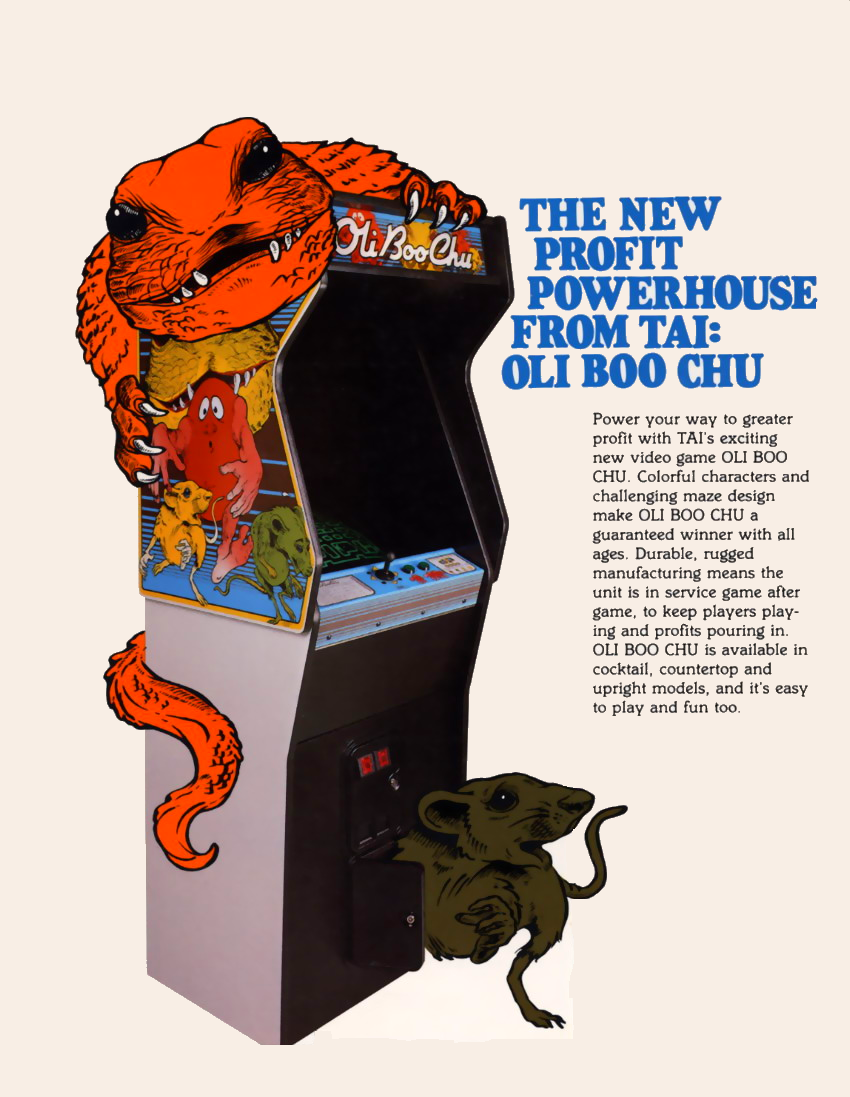 Oli Boo Chu
THE NEW
PROFIT
POWERHOUSE
FROM TAI:
OLI BOO CHU
Power your way to greater
profit with TAI's exciting
new video game OLI BOO
CHU. Colorful characters and
challenging maze design
make OLI BOO CHU a
guaranteed winner with all
ages. Durable, rugged
manufacturing means the
unit is in service game after
game, to keep players play-
ing and profits pouring in.
OLI BOO CHU is available in
cocktail, countertop and
upright models, and it's easy
to play and fun too.